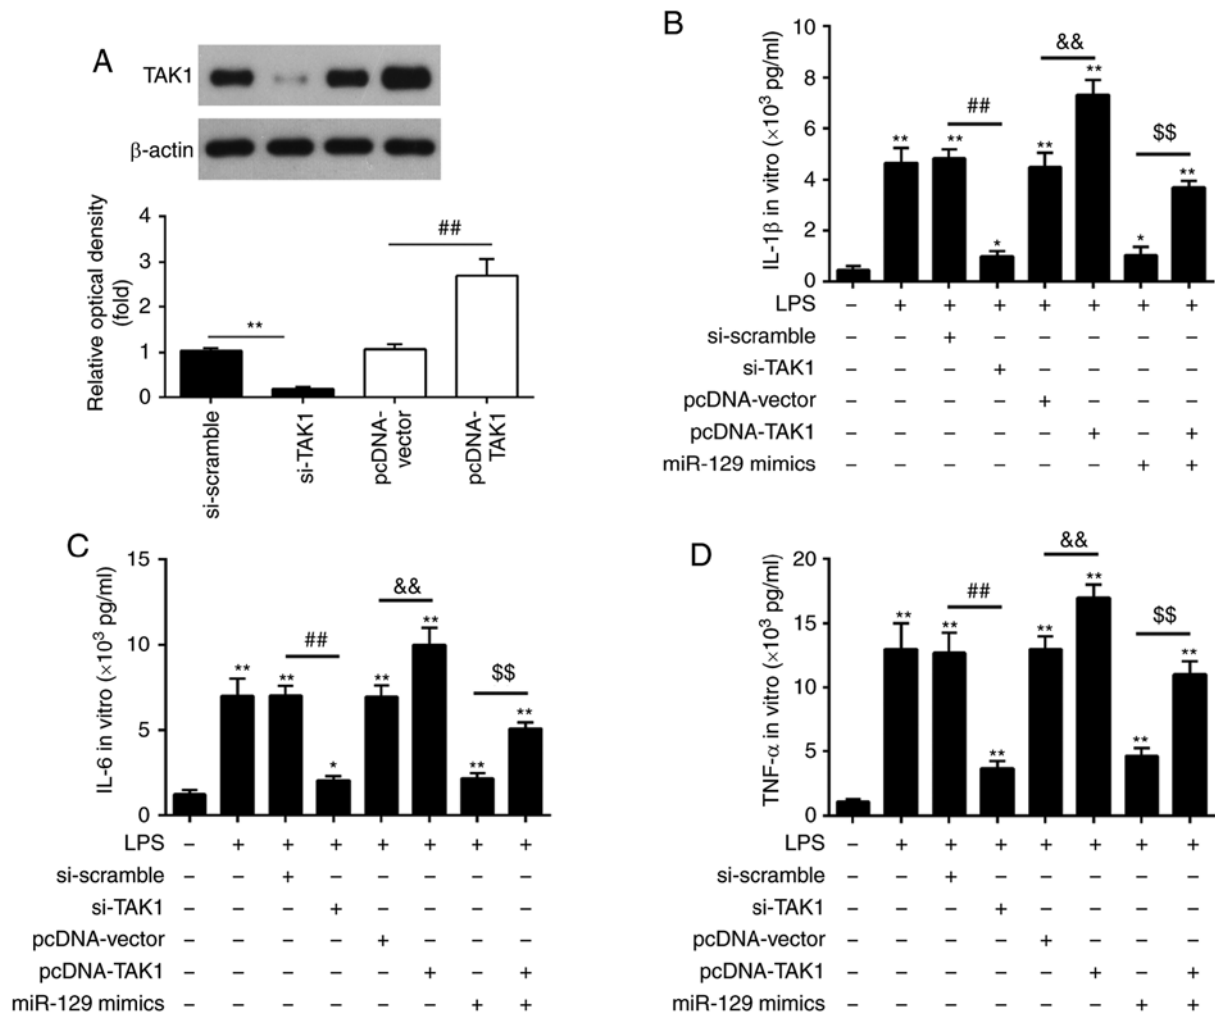 A
TAK1
β-actin
Relative optical density
(fold)
4
3
2
1
0
**
##
si-scramble
si-TAK1
pcDNA-
vector
pcDNA-
TAK1
B
IL-1β in vitro (×10³ pg/ml)
10
8
6
4
2
0
** ** * ** ** * **
## && $$
LPS – + + + + + + +
si-scramble – – + – – – – –
si-TAK1 – – – + – – – –
pcDNA-vector – – – – + – – –
pcDNA-TAK1 – – – – – + – +
miR-129 mimics – – – – – – + +
C
IL-6 in vitro (×10³ pg/ml)
15
10
5
0
** ** * ** ** ** **
## && $$
LPS – + + + + + + +
si-scramble – – + – – – – –
si-TAK1 – – – + – – – –
pcDNA-vector – – – – + – – –
pcDNA-TAK1 – – – – – + – +
miR-129 mimics – – – – – – + +
D
TNF-α in vitro (×10³ pg/ml)
20
15
10
5
0
** ** ** ** ** ** **
## && $$
LPS – + + + + + + +
si-scramble – – + – – – – –
si-TAK1 – – – + – – – –
pcDNA-vector – – – – + – – –
pcDNA-TAK1 – – – – – + – +
miR-129 mimics – – – – – – + +